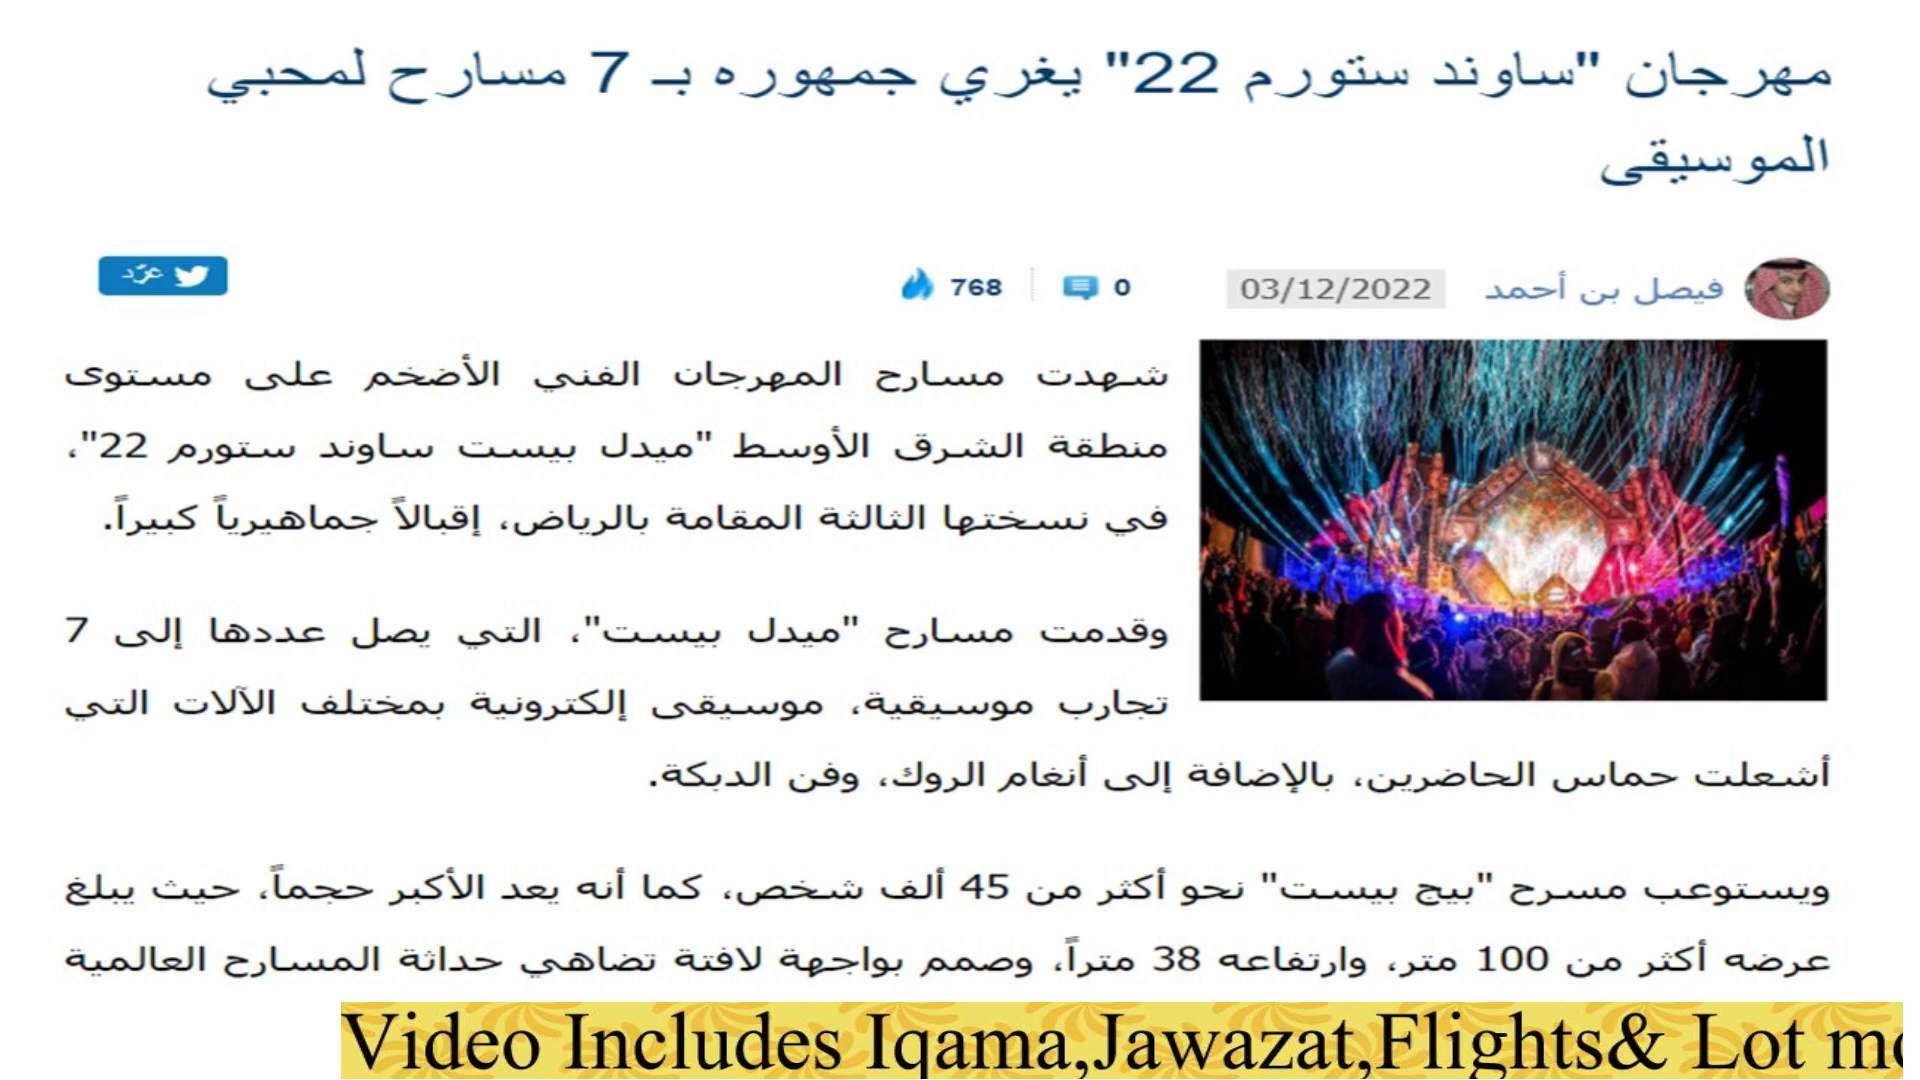 مهرجان "ساوند ستورم 22" يغري جمهوره بـ 7 مسارح لمحبي
الموسيقى
فيصل بن أحمد 03/12/2022 0 768 غرّد
شهدت مسارح المهرجان الفني الأضخم على مستوى
منطقة الشرق الأوسط "ميدل بيست ساوند ستورم 22"،
في نسختها الثالثة المقامة بالرياض، إقبالاً جماهيرياً كبيراً.
وقدمت مسارح "ميدل بيست"، التي يصل عددها إلى 7
تجارب موسيقية، موسيقى إلكترونية بمختلف الآلات التي
أشعلت حماس الحاضرين، بالإضافة إلى أنغام الروك، وفن الدبكة.
ويستوعب مسرح "بيج بيست" نحو أكثر من 45 ألف شخص، كما أنه يعد الأكبر حجماً، حيث يبلغ
عرضه أكثر من 100 متر، وارتفاعه 38 متراً، وصمم بواجهة لافتة تضاهي حداثة المسارح العالمية
Video Includes Iqama,Jawazat,Flights& Lot mo